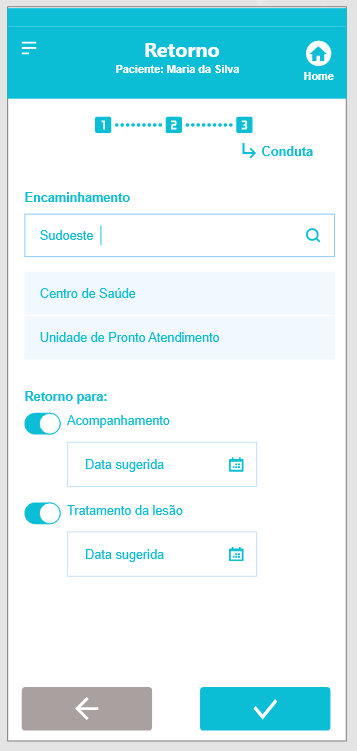 Retorno
Paciente: Maria da Silva
Home
1 2 3
Conduta
Encaminhamento
Sudoeste
Centro de Saúde
Unidade de Pronto Atendimento
Retorno para:
Acompanhamento
Data sugerida
Tratamento da lesão
Data sugerida